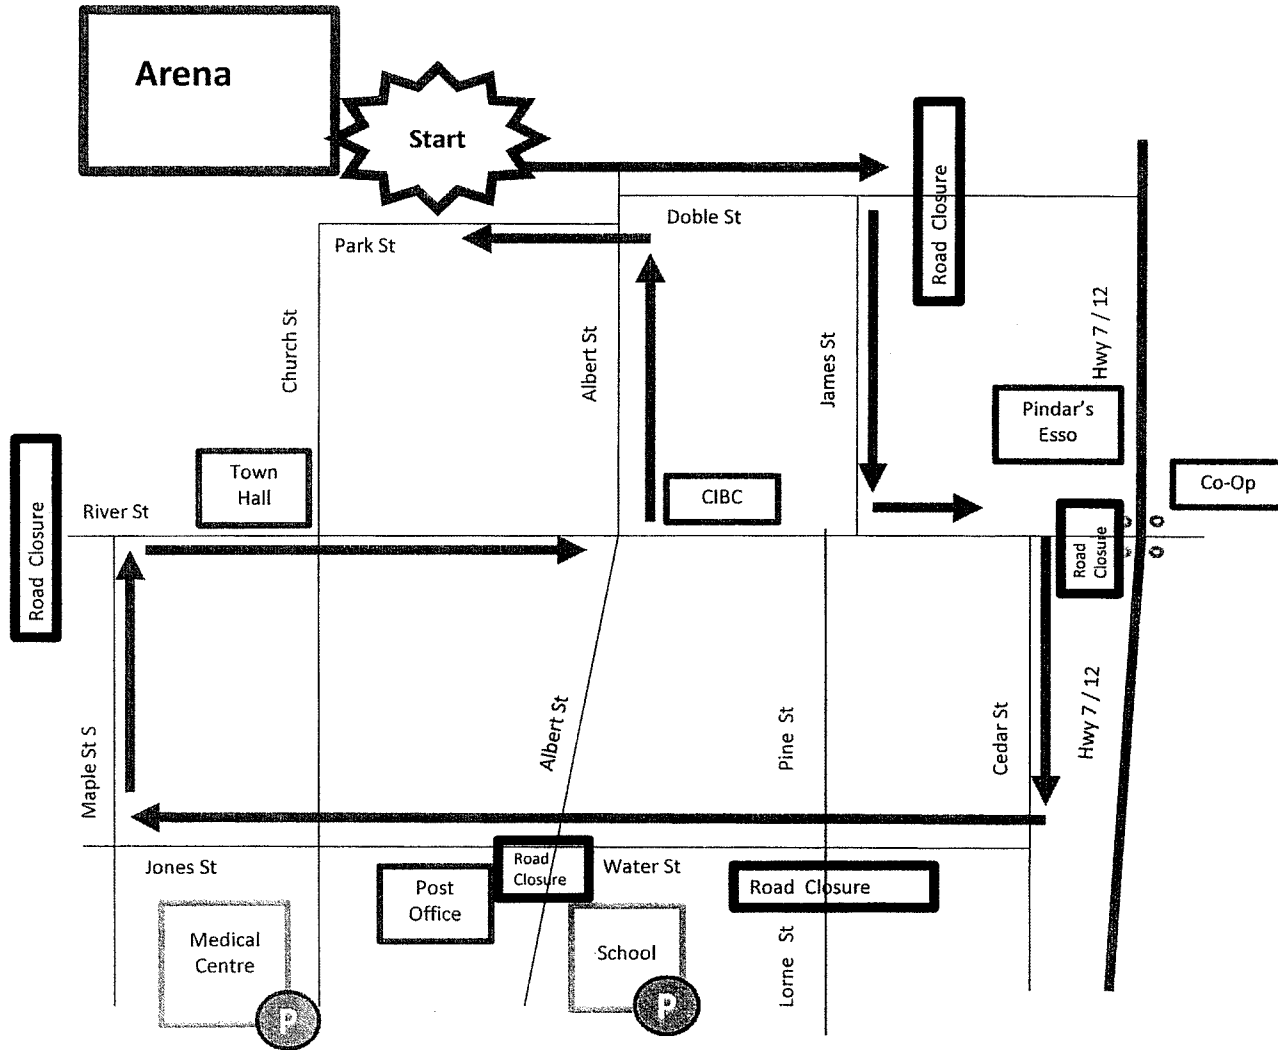 Arena
Start
Road Closure
Doble St
Park St
Church St
Albert St
James St
Hwy 7 / 12
Pindar's
Esso
Town
Hall
CIBC
Co-Op
River St
Road Closure
Road
Closure
Maple St S
Albert St
Pine St
Cedar St
Hwy 7 / 12
Jones St
Road
Closure
Water St
Road Closure
Post
Office
Medical
Centre
School
Lorne St
P
P